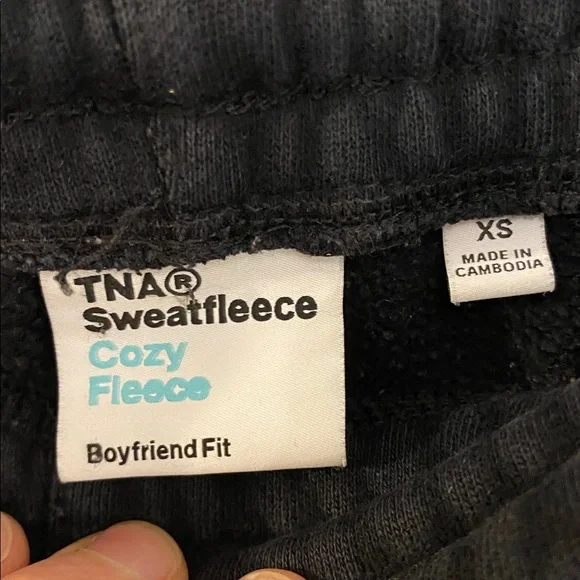 TNA®
Sweatfleece
Cozy
Fleece
Boyfriend Fit
XS
MADE IN
CAMBODIA